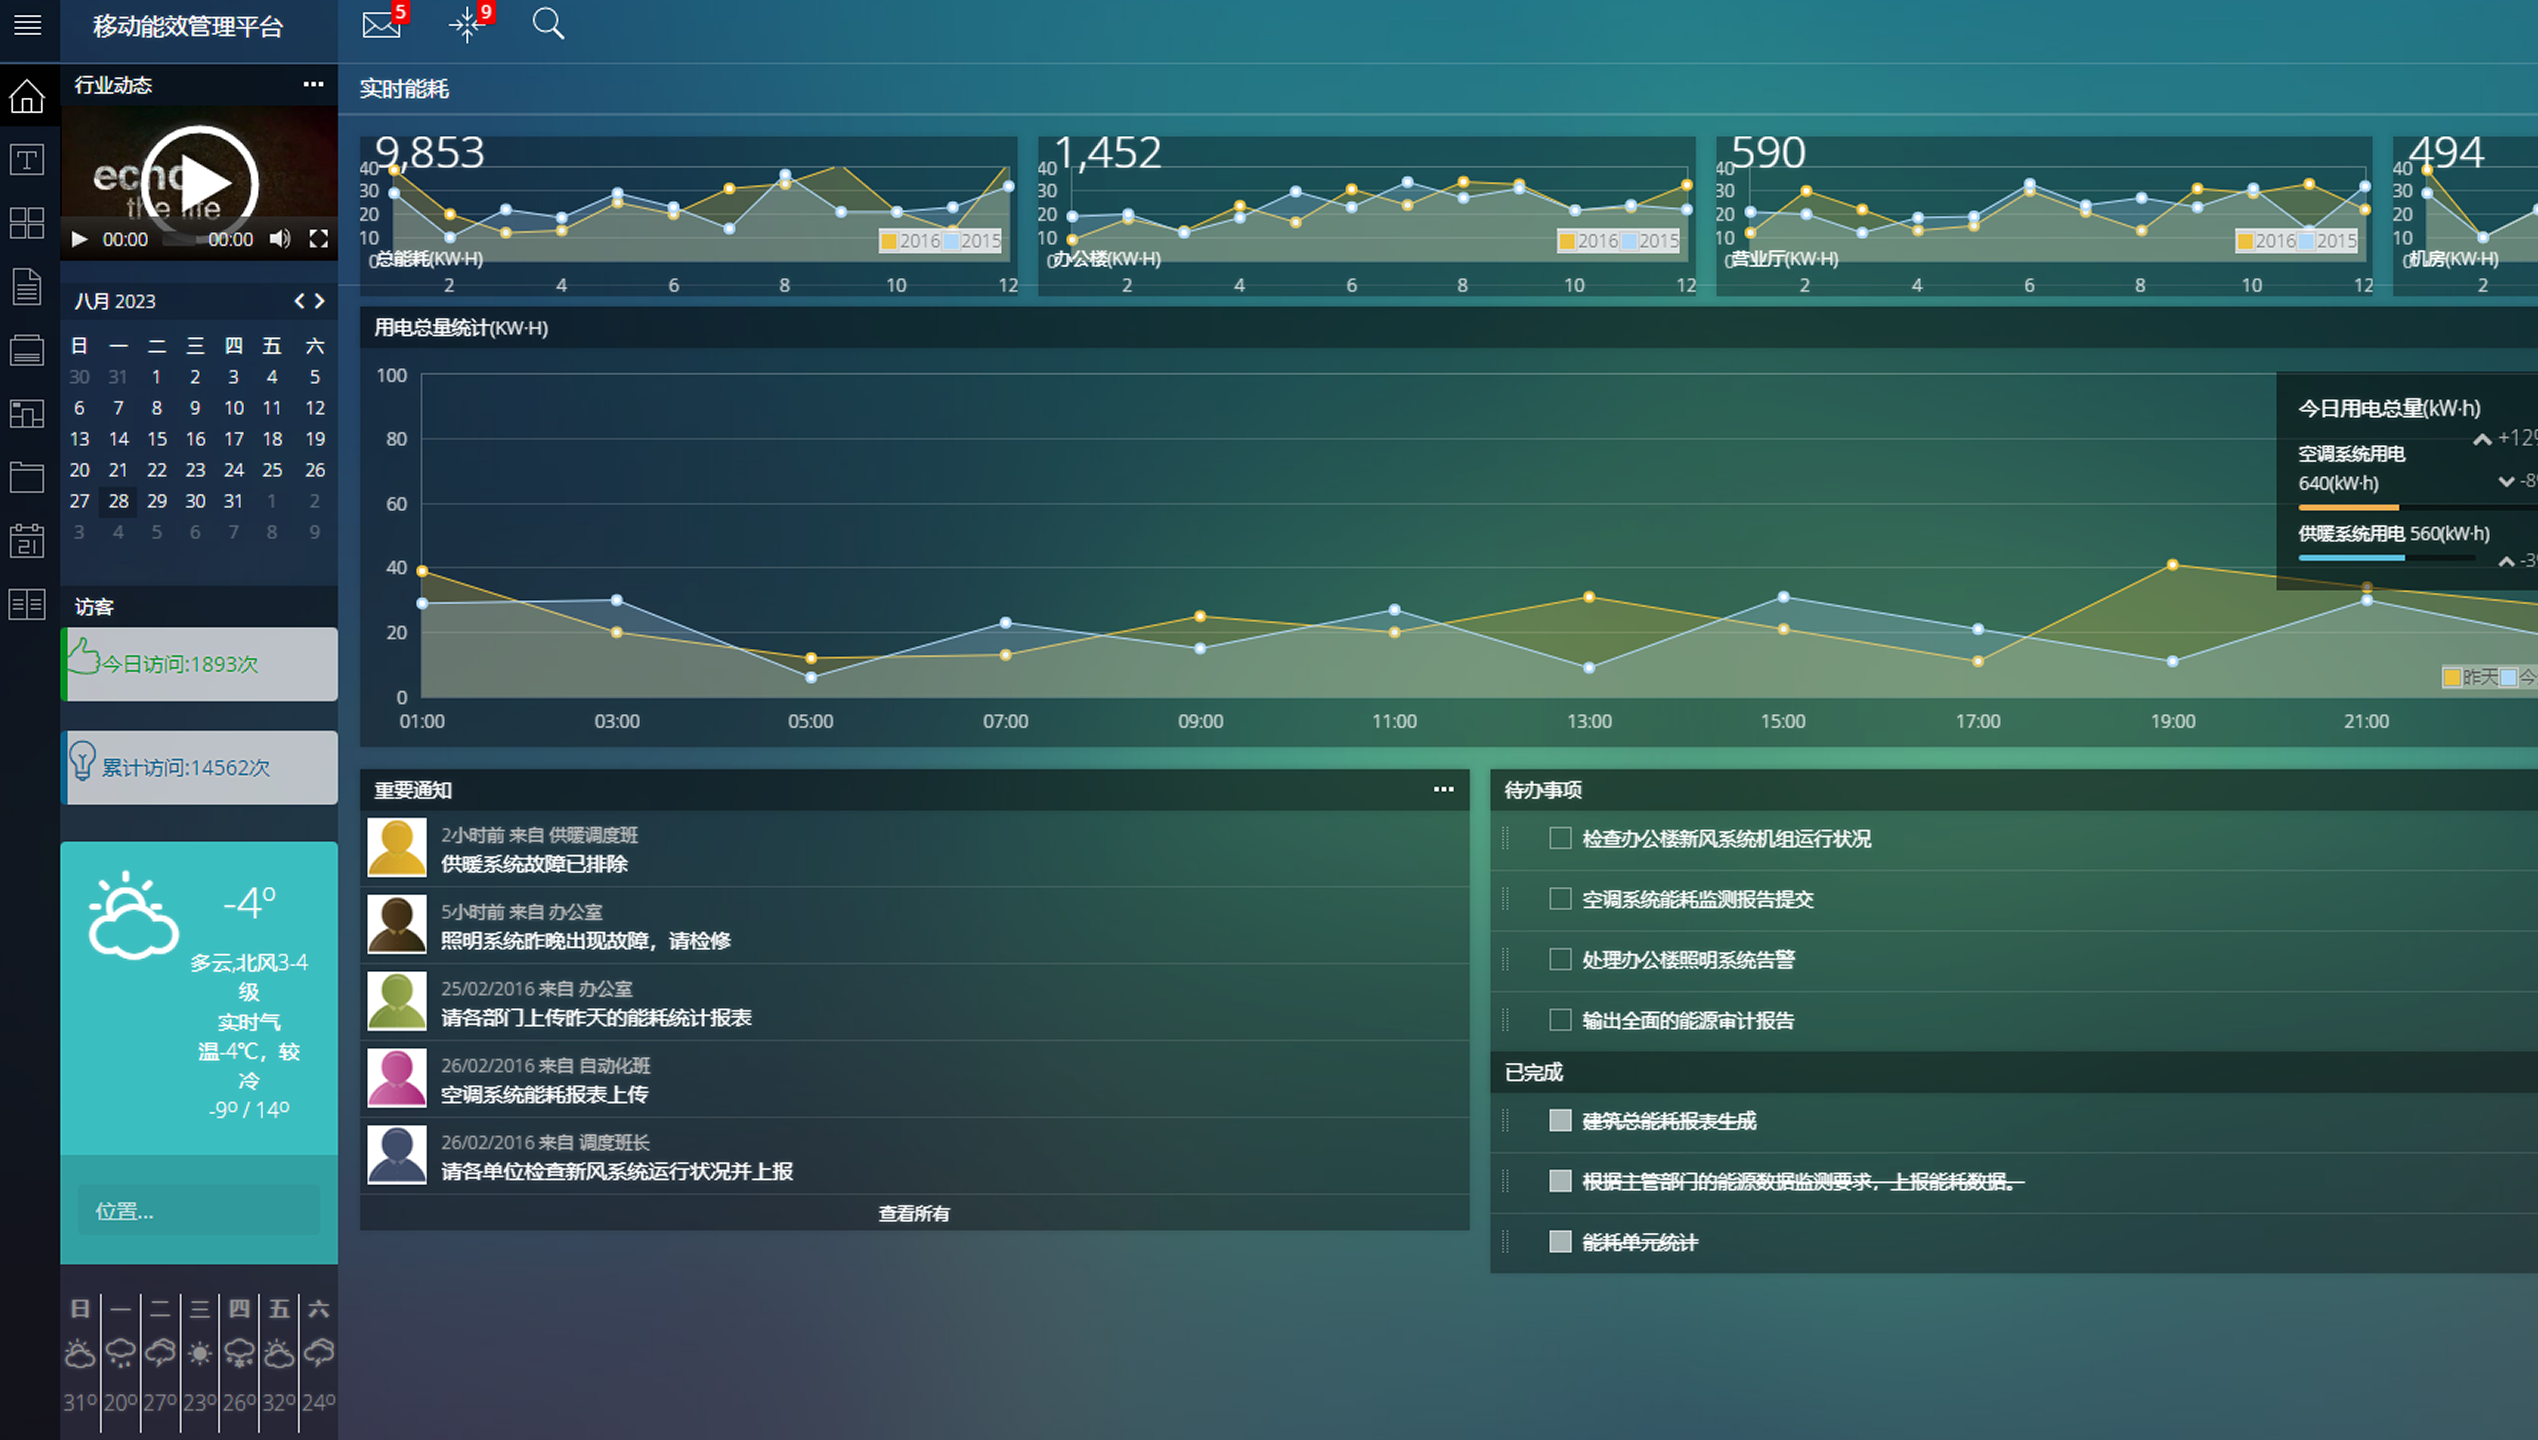 移动能效管理平台
5
9
行业动态
echo
the life
00:00
00:00
八月 2023
日 一 二 三 四 五 六
30 31 1 2 3 4 5
6 7 8 9 10 11 12
13 14 15 16 17 18 19
20 21 22 23 24 25 26
27 28 29 30 31 1 2
3 4 5 6 7 8 9
21
访客
今日访问:1893次
累计访问:14562次
-4°
多云,北风3-4
级
实时气
温-4℃，较
冷
-9º / 14º
位置...
日 一 二 三 四 五 六
31º 20º 27º 23º 26º 32º 24º
实时能耗
9,853
40
30
20
10
0
总能耗(KW·H)
2016 2015
2 4 6 8 10 12
1,452
40
30
20
10
0
办公楼(KW·H)
2016 2015
2 4 6 8 10 12
590
40
30
20
10
0
营业厅(KW·H)
2016 2015
2 4 6 8 10 12
494
40
30
20
10
0
机房(KW·H)
2
用电总量统计(KW·H)
100
80
60
40
20
0
01:00 03:00 05:00 07:00 09:00 11:00 13:00 15:00 17:00 19:00 21:00
今日用电总量(kW·h)
+129
空调系统用电
640(kW·h)
-8
供暖系统用电 560(kW·h)
-3
昨天 今
重要通知
2小时前 来自 供暖调度班
供暖系统故障已排除
5小时前 来自 办公室
照明系统昨晚出现故障，请检修
25/02/2016 来自 办公室
请各部门上传昨天的能耗统计报表
26/02/2016 来自 自动化班
空调系统能耗报表上传
26/02/2016 来自 调度班长
请各单位检查新风系统运行状况并上报
查看所有
待办事项
检查办公楼新风系统机组运行状况
空调系统能耗监测报告提交
处理办公楼照明系统告警
输出全面的能源审计报告
已完成
建筑总能耗报表生成
根据主管部门的能源数据监测要求，上报能耗数据。
能耗单元统计